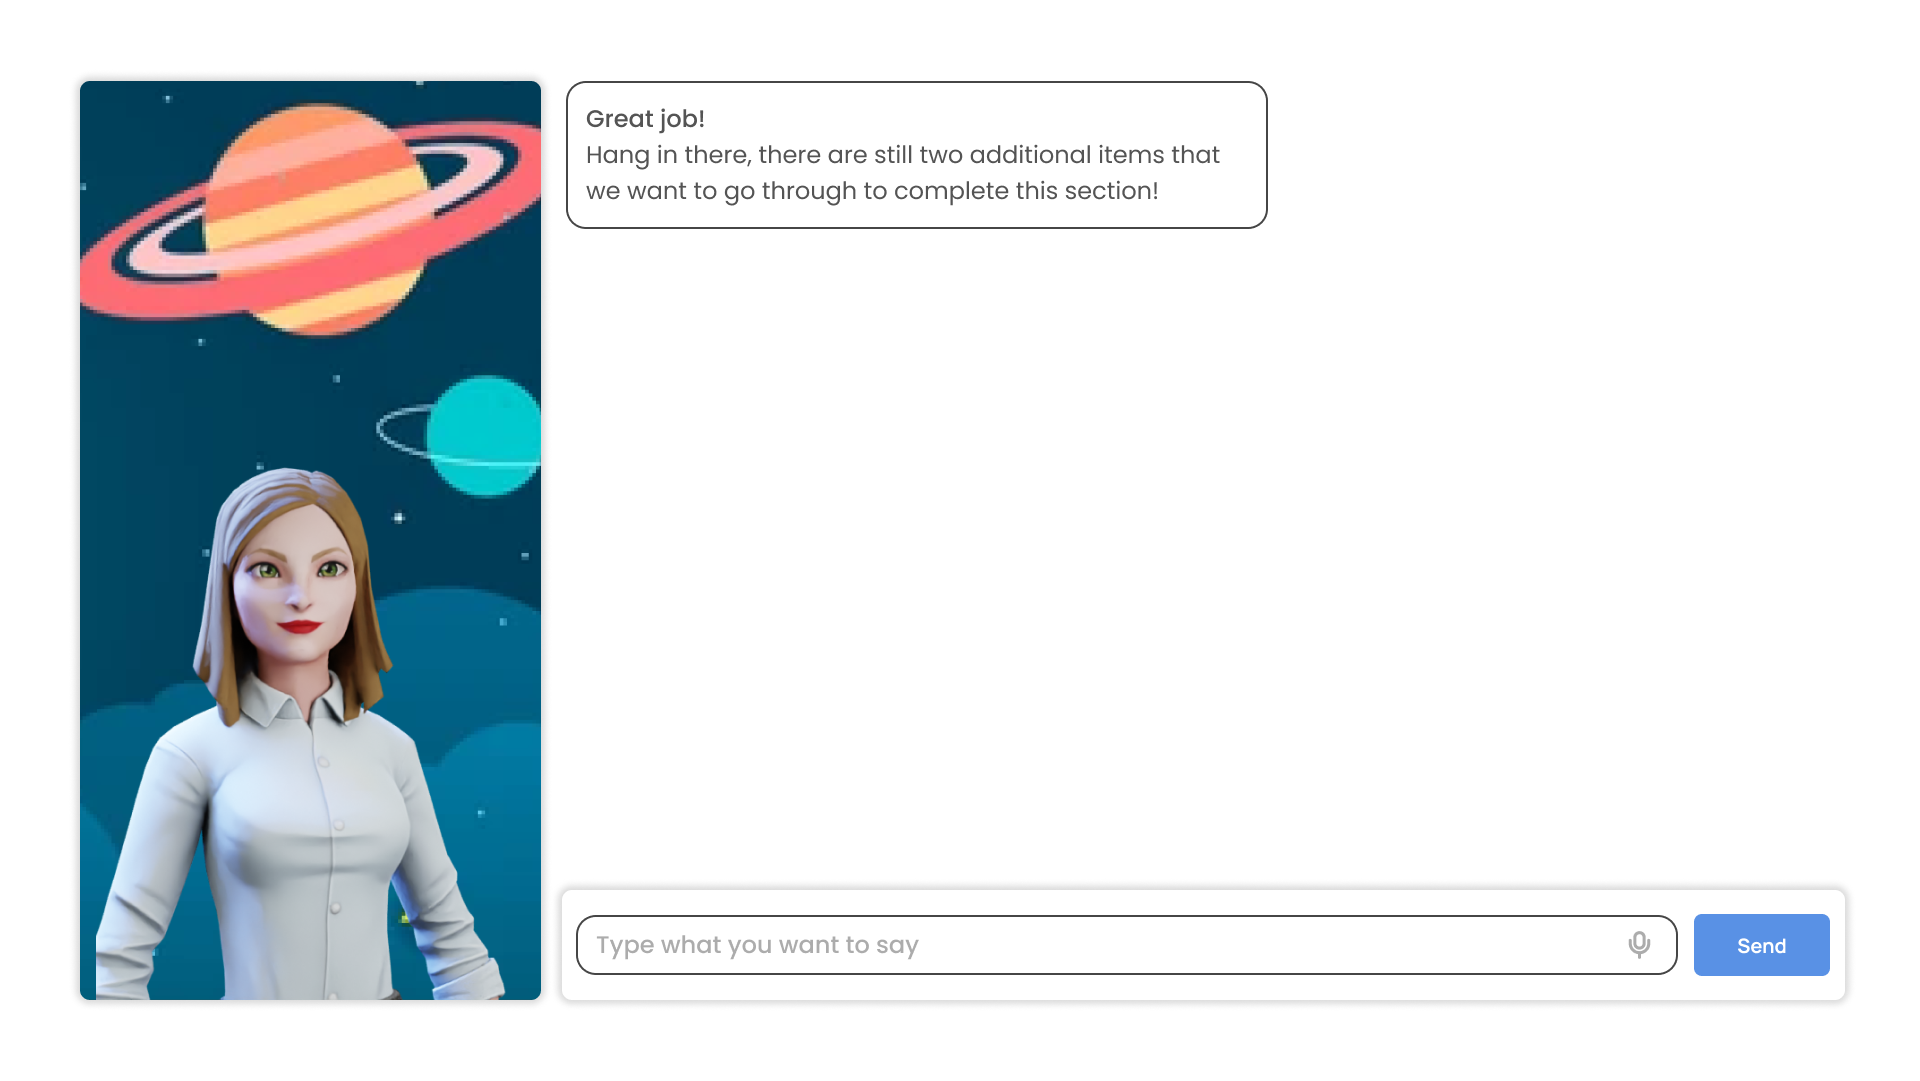 Great job!
Hang in there, there are still two additional items that
we want to go through to complete this section!
Type what you want to say
Send